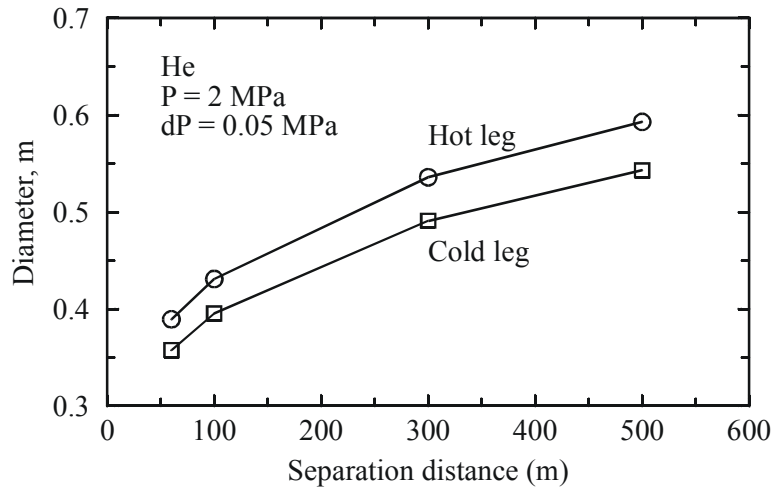 0.7
0.6
0.5
0.4
0.3
Diameter, m
He
P = 2 MPa
dP = 0.05 MPa
Hot leg
Cold leg
0 100 200 300 400 500 600
Separation distance (m)